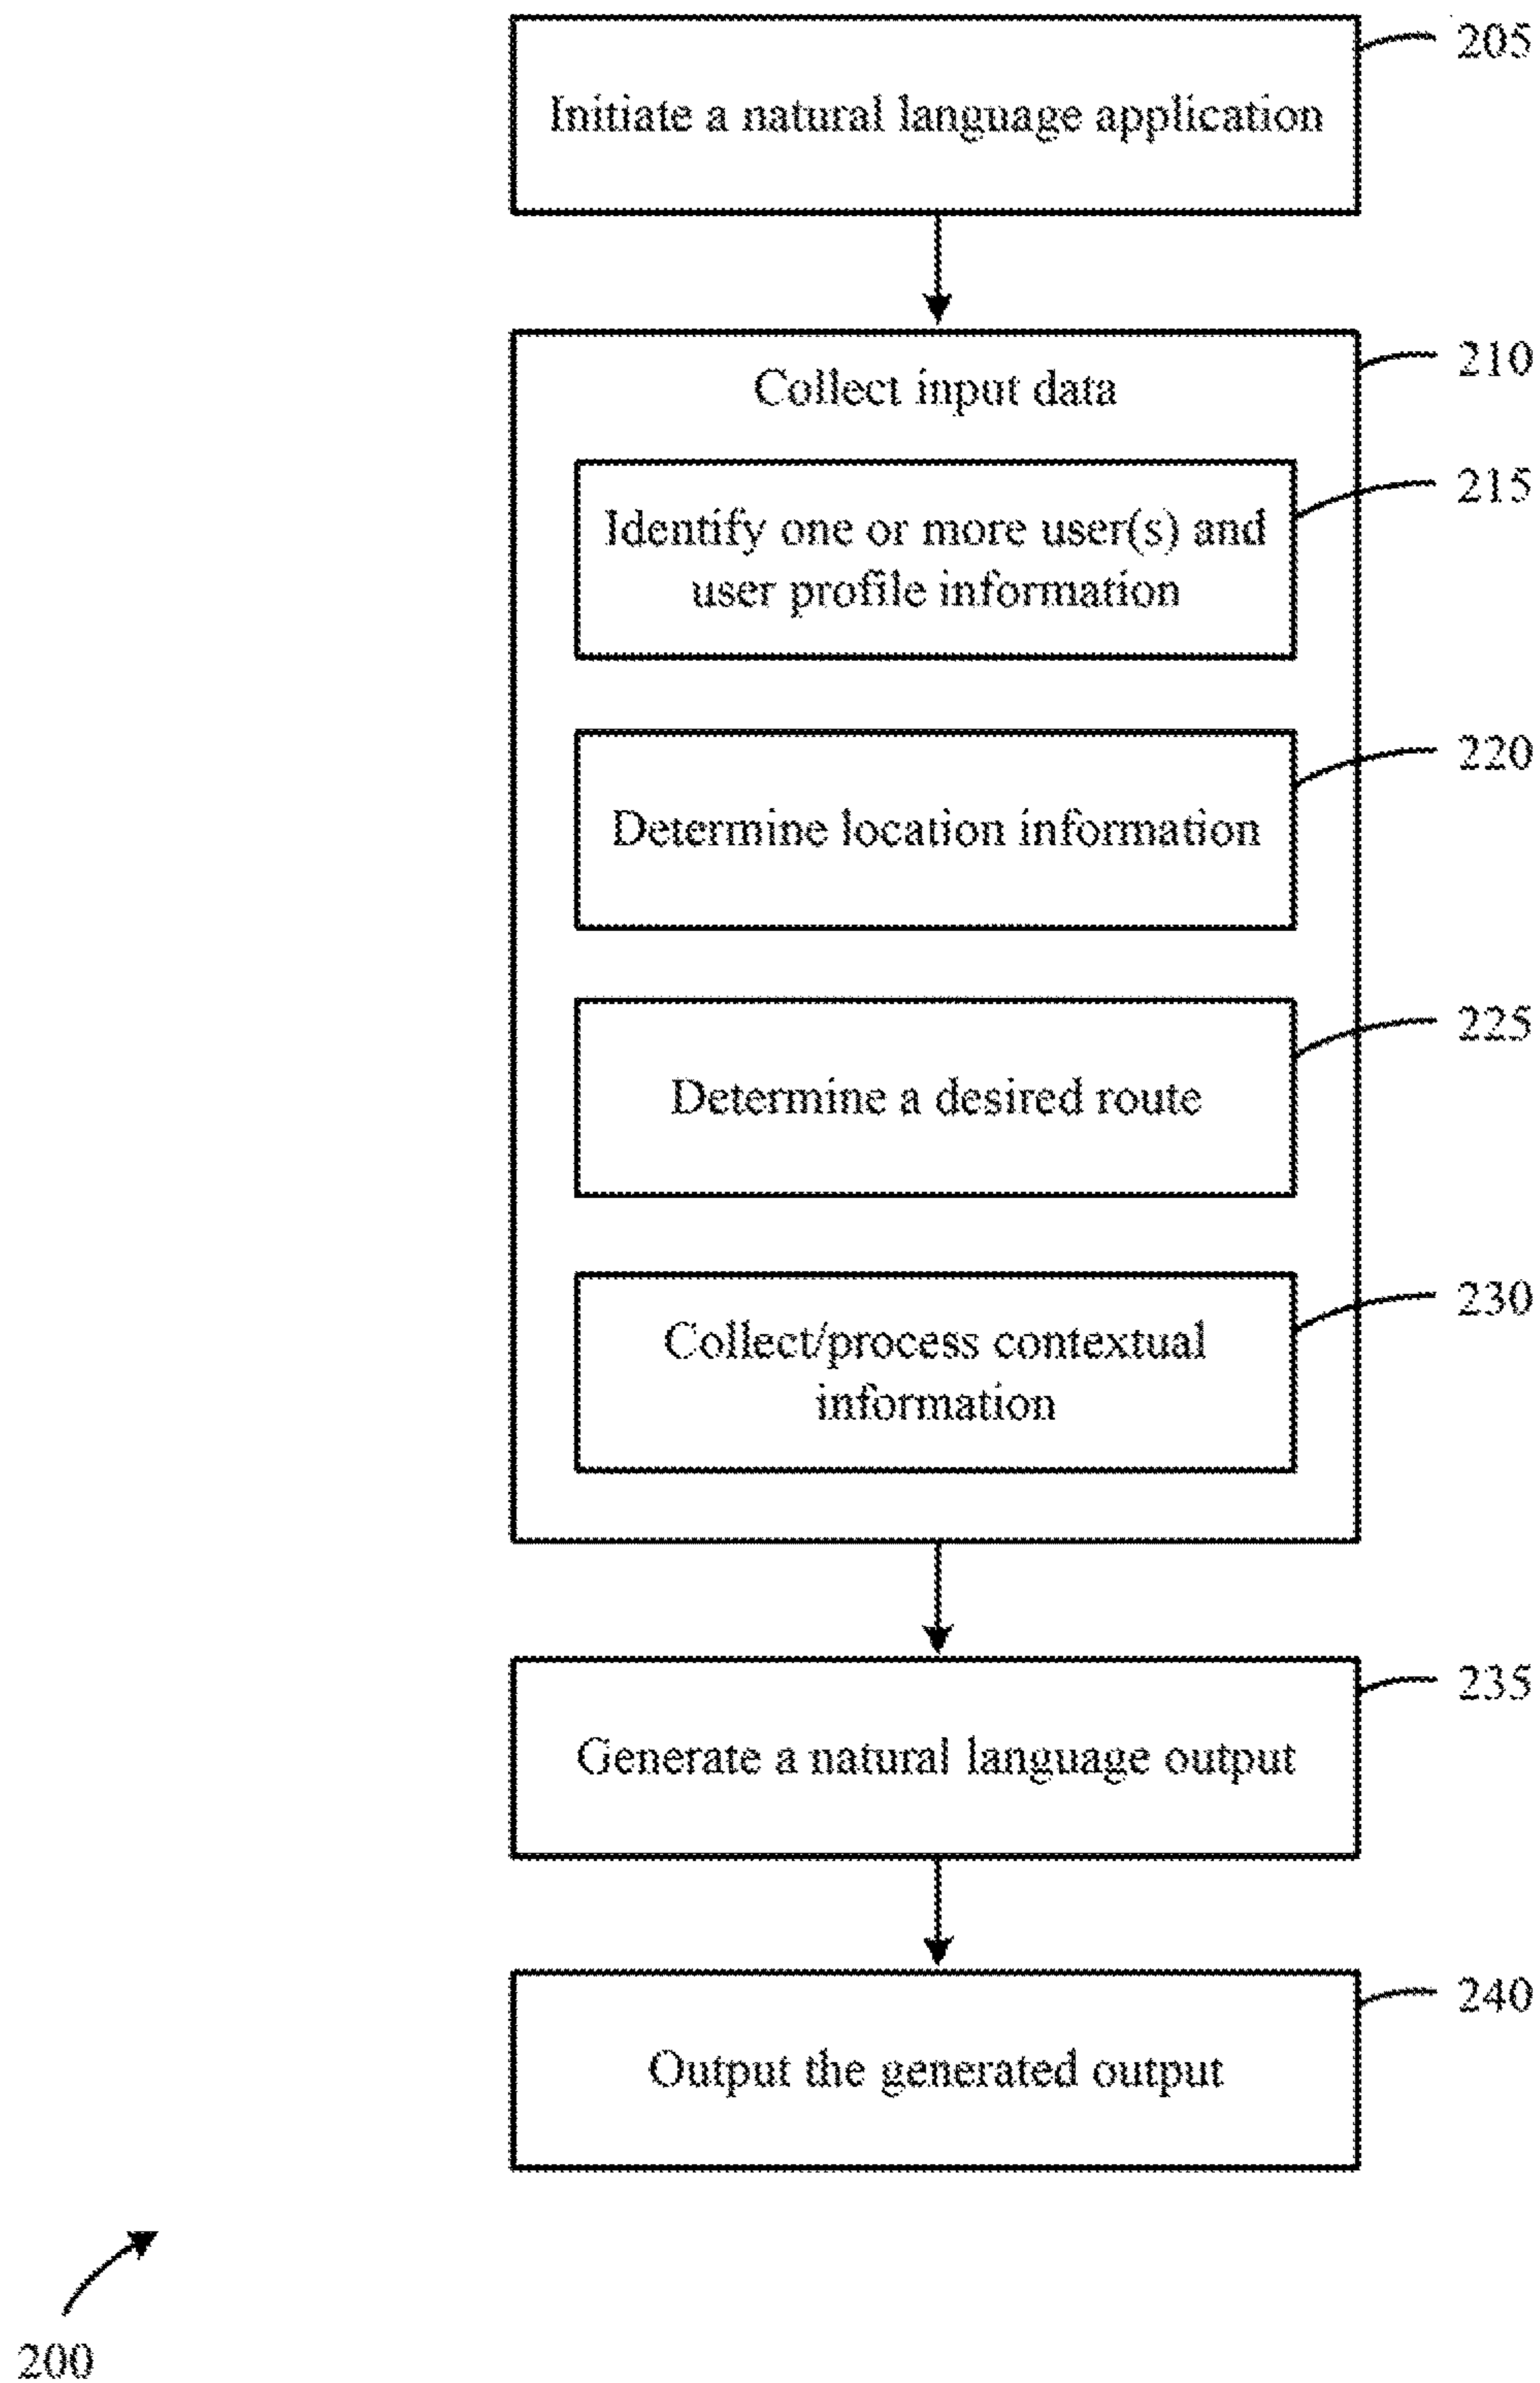 205
Initiate a natural language application
210
Collect input data
215
Identify one or more user(s) and
user profile information
220
Determine location information
225
Determine a desired route
230
Collect/process contextual
information
235
Generate a natural language output
240
Output the generated output
200